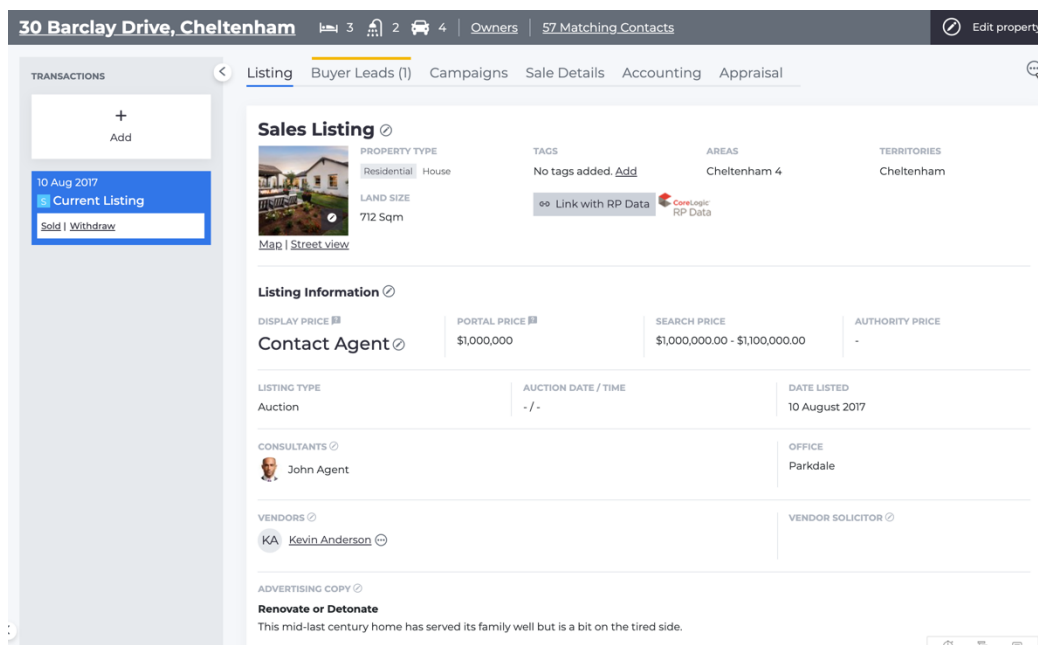 30 Barclay Drive, Cheltenham 3 2 4 Owners 57 Matching Contacts Edit property
TRANSACTIONS
+
Add
10 Aug 2017
S Current Listing
Sold | Withdraw
Listing Buyer Leads (1) Campaigns Sale Details Accounting Appraisal
Sales Listing
PROPERTY TYPE TAGS AREAS TERRITORIES
Residential House No tags added. Add Cheltenham 4 Cheltenham
LAND SIZE
712 Sqm
Link with RP Data
CoreLogic
RP Data
Map | Street view
Listing Information
DISPLAY PRICE PORTAL PRICE SEARCH PRICE AUTHORITY PRICE
Contact Agent $1,000,000 $1,000,000.00 - $1,100,000.00 -
LISTING TYPE AUCTION DATE / TIME DATE LISTED
Auction - / - 10 August 2017
CONSULTANTS OFFICE
John Agent Parkdale
VENDORS VENDOR SOLICITOR
KA Kevin Anderson
ADVERTISING COPY
Renovate or Detonate
This mid-last century home has served its family well but is a bit on the tired side.